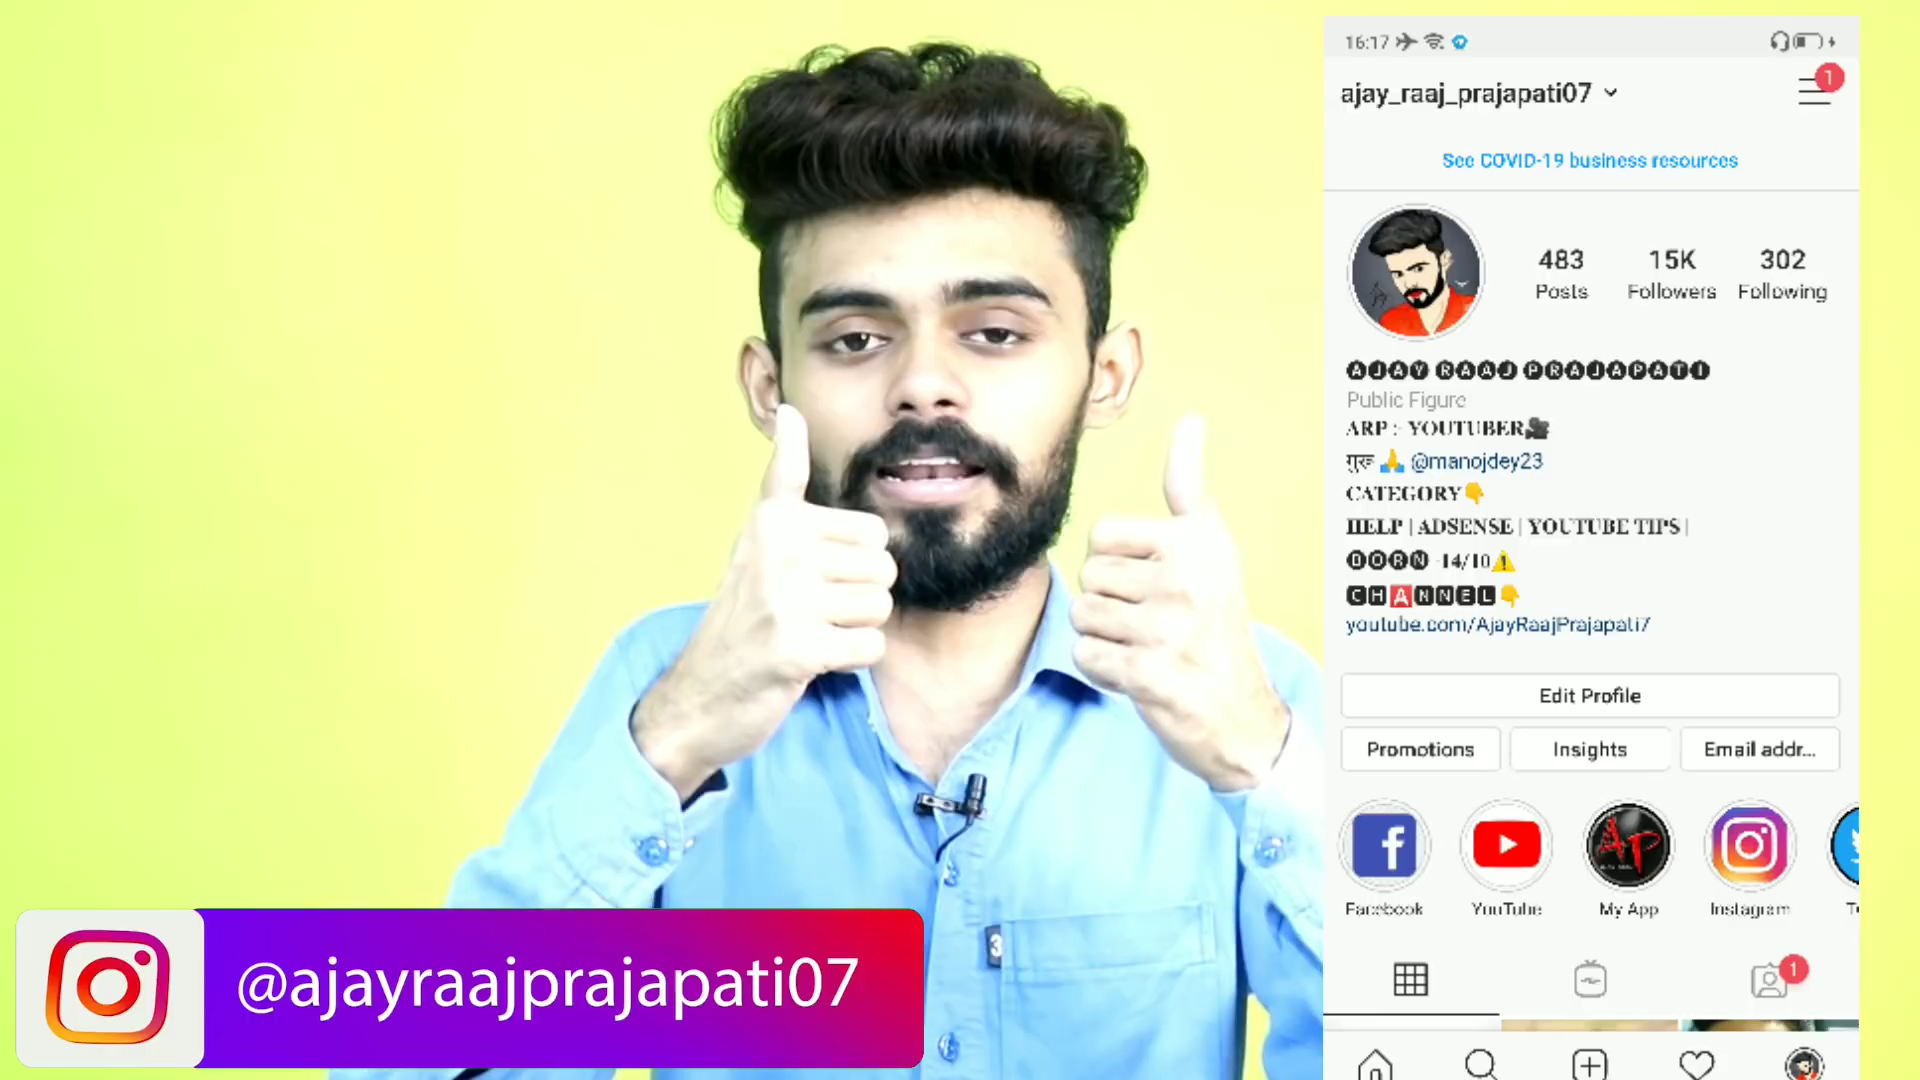 16:17
ajay_raaj_prajapati07
1
See COVID-19 business resources
483
Posts
15K
Followers
302
Following
AJAY RAAJ PRAJAPATI
Public Figure
ARP :- YOUTUBER🎥
गुरू 🙏 @manojdey23
CATEGORY👇
HELP | ADSENSE | YOUTUBE TIPS |
BORN -14/10⚠️
CHANNEL👇
youtube.com/AjayRaajPrajapati7
Edit Profile
Promotions
Insights
Email addr...
AP
Facebook
YouTube
My App
Instagram
1
3
@ajayraajprajapati07